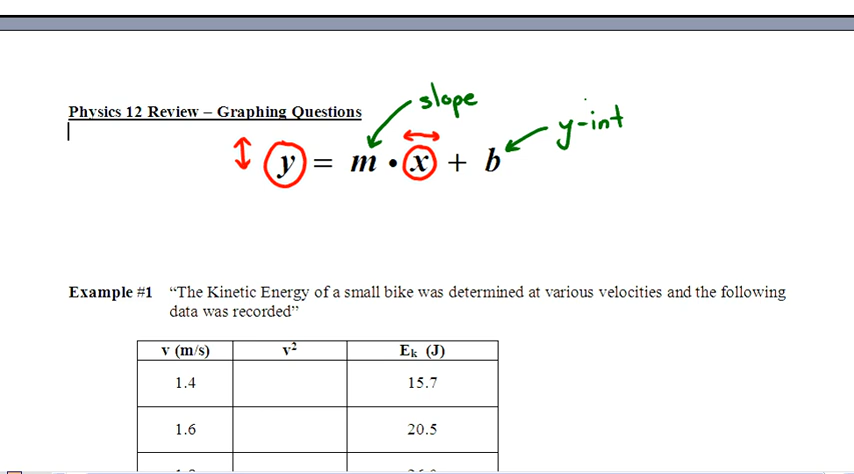 slope
Physics 12 Review – Graphing Questions
y-int
y = m • x + b
Example #1 “The Kinetic Energy of a small bike was determined at various velocities and the following
data was recorded”
v (m/s) v² Eₖ (J)
1.4 15.7
1.6 20.5